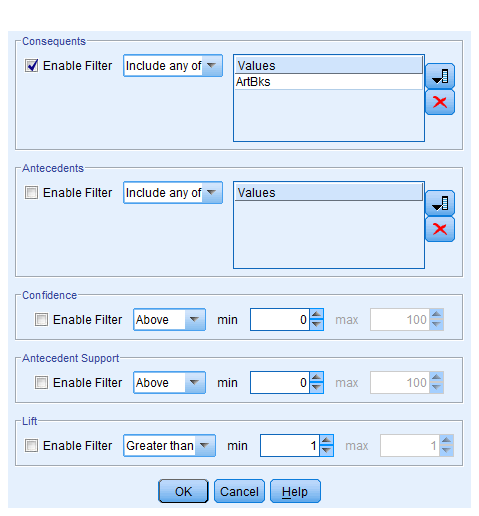 Consequents
Enable Filter Include any of Values
ArtBks
Antecedents
Enable Filter Include any of Values
Confidence
Enable Filter Above min 0 max 100
Antecedent Support
Enable Filter Above min 0 max 100
Lift
Enable Filter Greater than min 1 max 1
OK Cancel Help